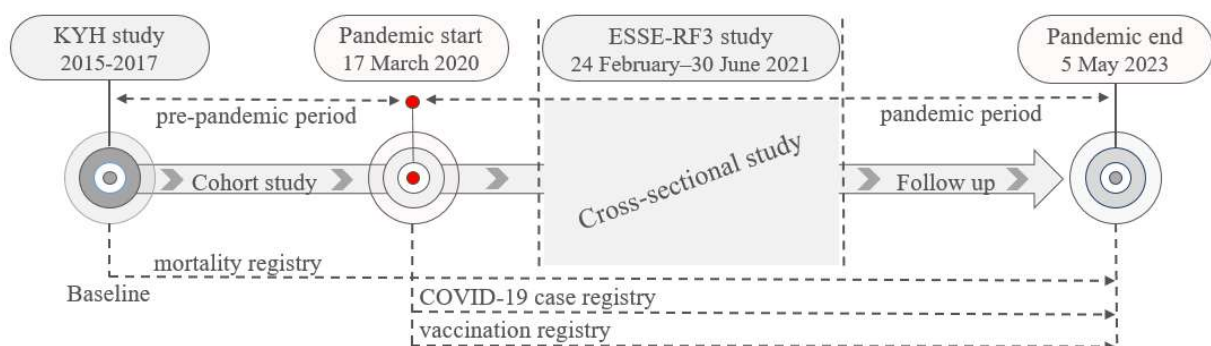 KYH study
2015-2017
Pandemic start
17 March 2020
ESSE-RF3 study
24 February–30 June 2021
Pandemic end
5 May 2023
pre-pandemic period
pandemic period
Cohort study
Cross-sectional study
Follow up
mortality registry
Baseline
COVID-19 case registry
vaccination registry